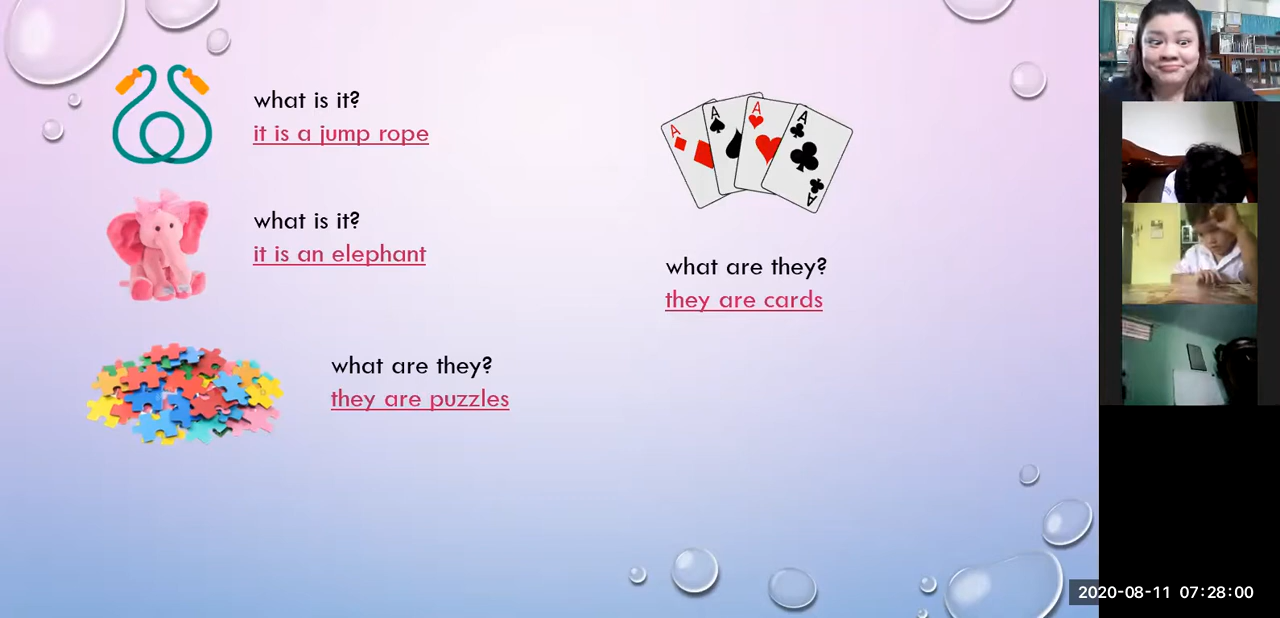 what is it?
it is a jump rope
what is it?
it is an elephant
what are they?
they are puzzles
A
A
A
A
A
what are they?
they are cards
2020-08-11 07:28:00